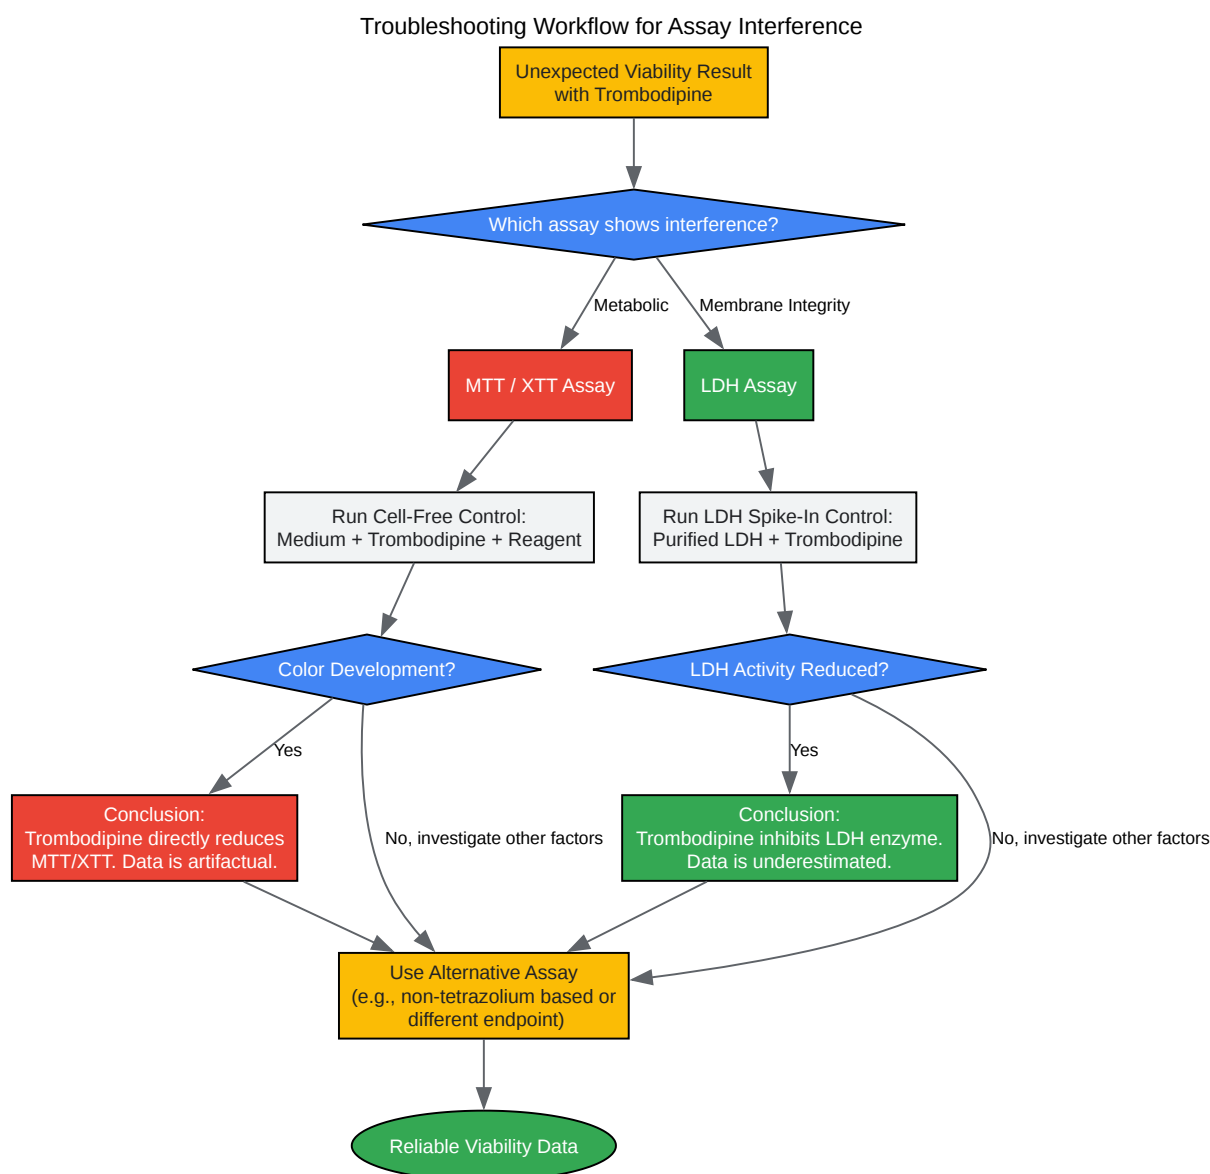 Troubleshooting Workflow for Assay Interference
Unexpected Viability Result
with Trombodipine
Which assay shows interference?
Metabolic
Membrane Integrity
MTT / XTT Assay
LDH Assay
Run Cell-Free Control:
Medium + Trombodipine + Reagent
Run LDH Spike-In Control:
Purified LDH + Trombodipine
Color Development?
LDH Activity Reduced?
Yes
Yes
Conclusion:
Trombodipine directly reduces
MTT/XTT. Data is artifactual.
No, investigate other factors
Conclusion:
Trombodipine inhibits LDH enzyme.
Data is underestimated.
No, investigate other factors
Use Alternative Assay
(e.g., non-tetrazolium based or
different endpoint)
Reliable Viability Data